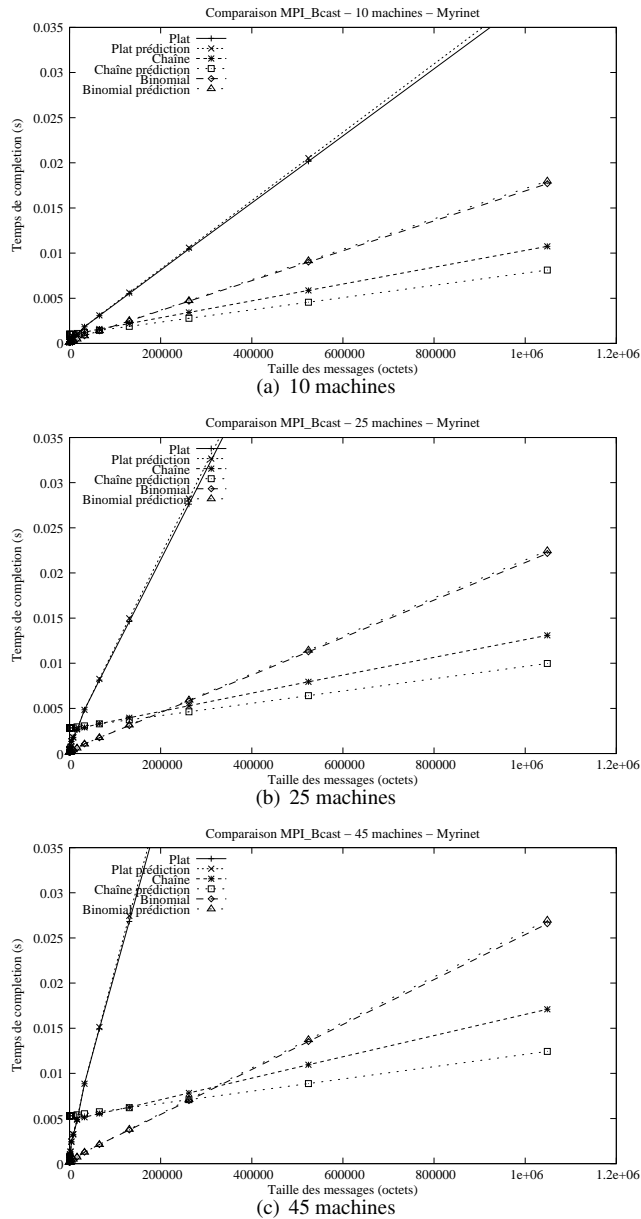 Comparaison MPI_Bcast – 10 machines – Myrinet
0.035
0.03
0.025
0.02
0.015
0.01
0.005
0
Temps de completion (s)
Plat
Plat prédiction
Chaîne
Chaîne prédiction
Binomial
Binomial prédiction
0 200000 400000 600000 800000 1e+06 1.2e+06
Taille des messages (octets)
(a) 10 machines
Comparaison MPI_Bcast – 25 machines – Myrinet
0.035
0.03
0.025
0.02
0.015
0.01
0.005
0
Temps de completion (s)
Plat
Plat prédiction
Chaîne
Chaîne prédiction
Binomial
Binomial prédiction
0 200000 400000 600000 800000 1e+06 1.2e+06
Taille des messages (octets)
(b) 25 machines
Comparaison MPI_Bcast – 45 machines – Myrinet
0.035
0.03
0.025
0.02
0.015
0.01
0.005
0
Temps de completion (s)
Plat
Plat prédiction
Chaîne
Chaîne prédiction
Binomial
Binomial prédiction
0 200000 400000 600000 800000 1e+06 1.2e+06
Taille des messages (octets)
(c) 45 machines